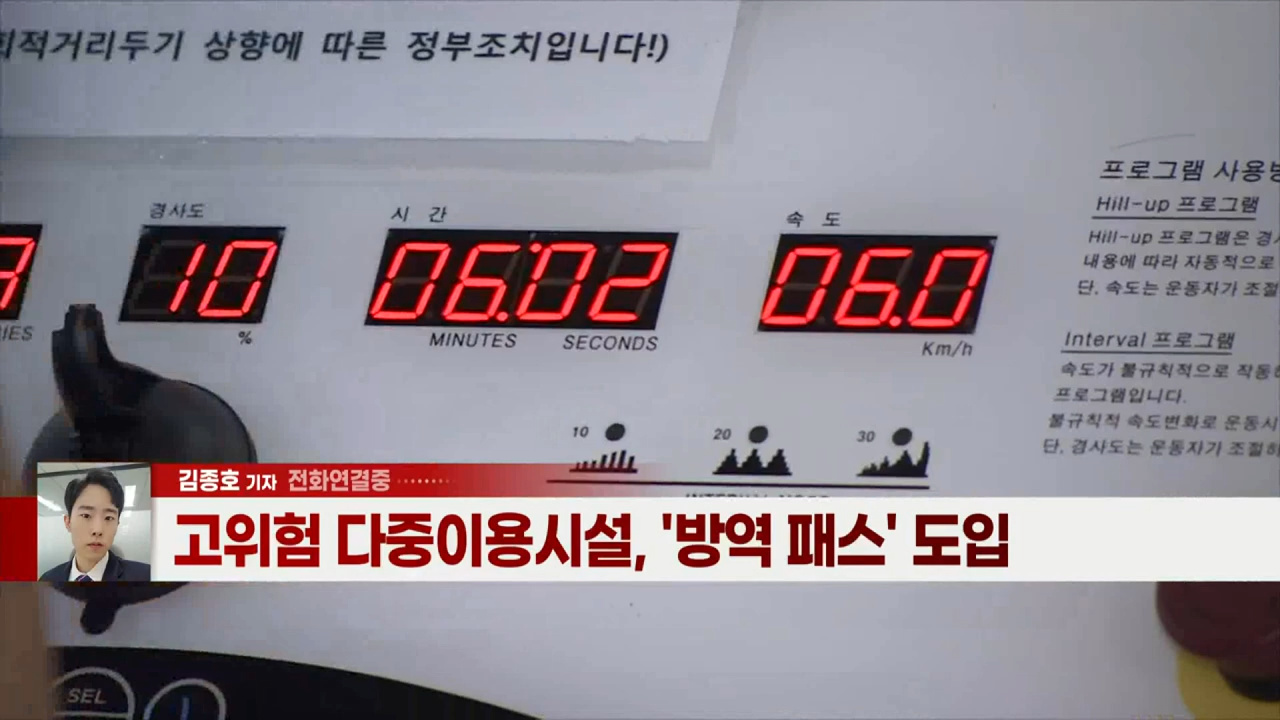 회적거리두기 상향에 따른 정부조치입니다!)
프로그램 사용방
경사도
시 간
속 도
Hill-up 프로그램
Hill-up 프로그램은 경사
내용에 따라 자동적으로
단, 속도는 운동자가 조절
10
06:02
06.0
%
MINUTES SECONDS
Km/h
Interval 프로그램
속도가 불규칙적으로 작동하
프로그램입니다.
불규칙적 속도변화로 운동시
단, 경사도는 운동자가 조절하
10
20
30
김종호 기자 전화연결중
고위험 다중이용시설, '방역 패스' 도입
SEL